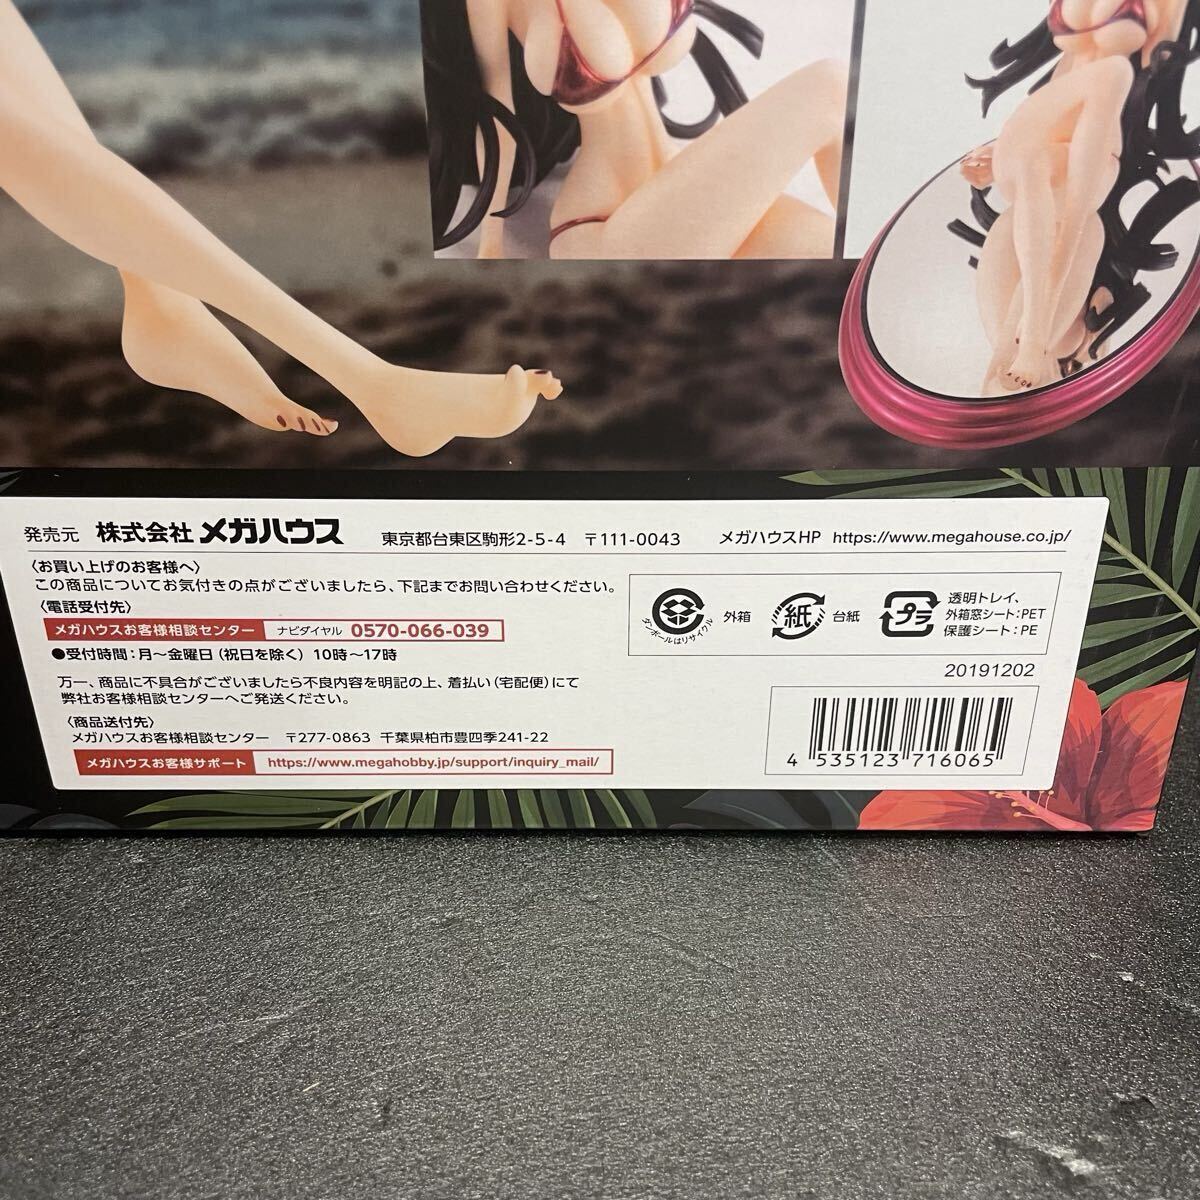 発売元 株式会社 メガハウス 東京都台東区駒形2-5-4 〒111-0043 メガハウスHP https://www.megahouse.co.jp/
〈お買い上げのお客様へ〉
この商品についてお気付きの点がございましたら、下記までお問い合わせください。
〈電話受付先〉
メガハウスお客様相談センター ナビダイヤル 0570-066-039
●受付時間：月〜金曜日（祝日を除く）10時〜17時
万一、商品に不具合がございましたら不良内容を明記の上、着払い（宅配便）にて
弊社お客様相談センターへご発送ください。
〈商品送付先〉
メガハウスお客様相談センター 〒277-0863 千葉県柏市豊四季241-22
メガハウスお客様サポート https://www.megahobby.jp/support/inquiry_mail/
ダンボールはリサイクル
外箱
紙
台紙
プラ
透明トレイ、
外箱窓シート：PET
保護シート：PE
20191202
4 535123 716065